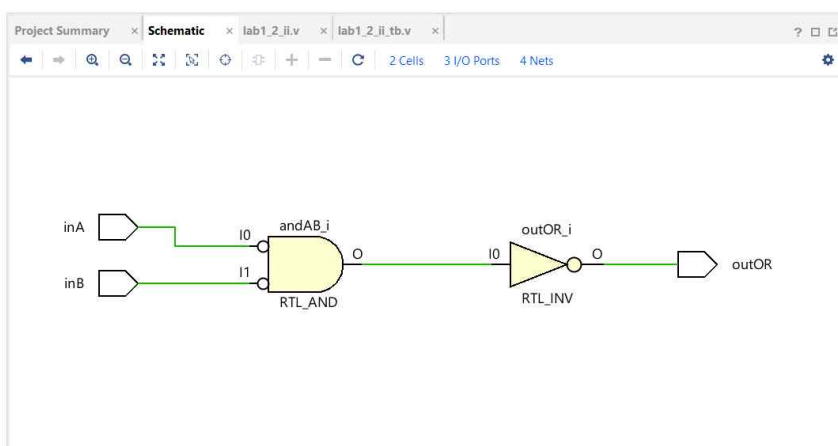 Project Summary × Schematic × lab1_2_ii.v × lab1_2_ii_tb.v × ?
2 Cells 3 I/O Ports 4 Nets
inA
I0
andAB_i
O
inB
I1
RTL_AND
outOR_i
I0
O
RTL_INV
outOR